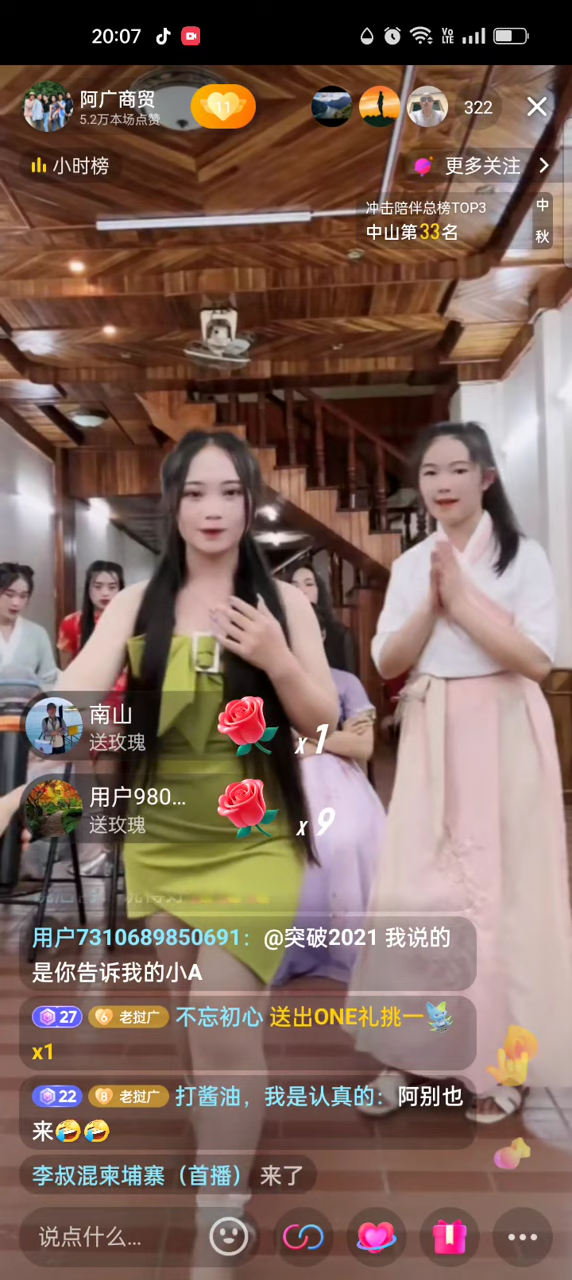 20:07
Vo
LTE
阿广商贸
5.2万本场点赞
11
322
小时榜
更多关注
冲击陪伴总榜TOP3
中山第33名
中
秋
南山
送玫瑰
x 1
用户980...
送玫瑰
x 9
用户7310689850691：@突破2021 我说的
是你告诉我的小A
27 6 老挝广 不忘初心 送出ONE礼挑一
x1
22 8 老挝广 打酱油，我是认真的：阿别也
来🤣🤣
李叔混柬埔寨（首播） 来了
说点什么...